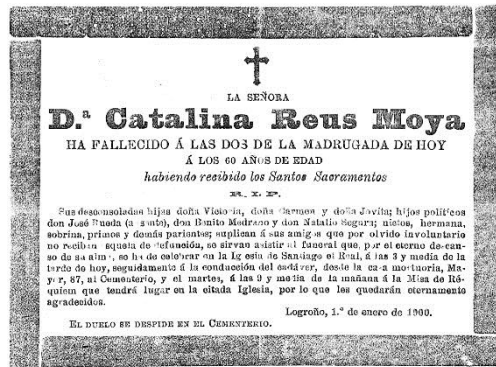 LA SEÑORA
D.ª Catalina Reus Moya
HA FALLECIDO Á LAS DOS DE LA MADRUGADA DE HOY
Á LOS 60 AÑOS DE EDAD
habiendo recibido los Santos Sacramentos
R. I. P.
Sus desconsoladas hijas doña Victoria, doña Carmen y doña Jovita; hijos políticos
don José Rueda (ausente), don Benito Medrano y don Natalio Segura; nietos, hermana,
sobrina, primos y demás parientes; suplican á sus amigos que por olvido involuntario
no reciban esquela de defunción, se sirvan asistir al funeral que, por el eterno descan-
so de su alma, se ha de celebrar en la Iglesia de Santiago el Real, á las 3 y media de la
tarde de hoy, seguidamente á la conducción del cadáver, desde la casa mortuoria, Ma-
yor, 87, al Cementerio, y el martes, á las 9 y media de la mañana á la Misa de Ré-
quiem que tendrá lugar en la citada Iglesia, por lo que les quedarán eternamente
agradecidos.
Logroño, 1.º de enero de 1900.
EL DUELO SE DESPIDE EN EL CEMENTERIO.